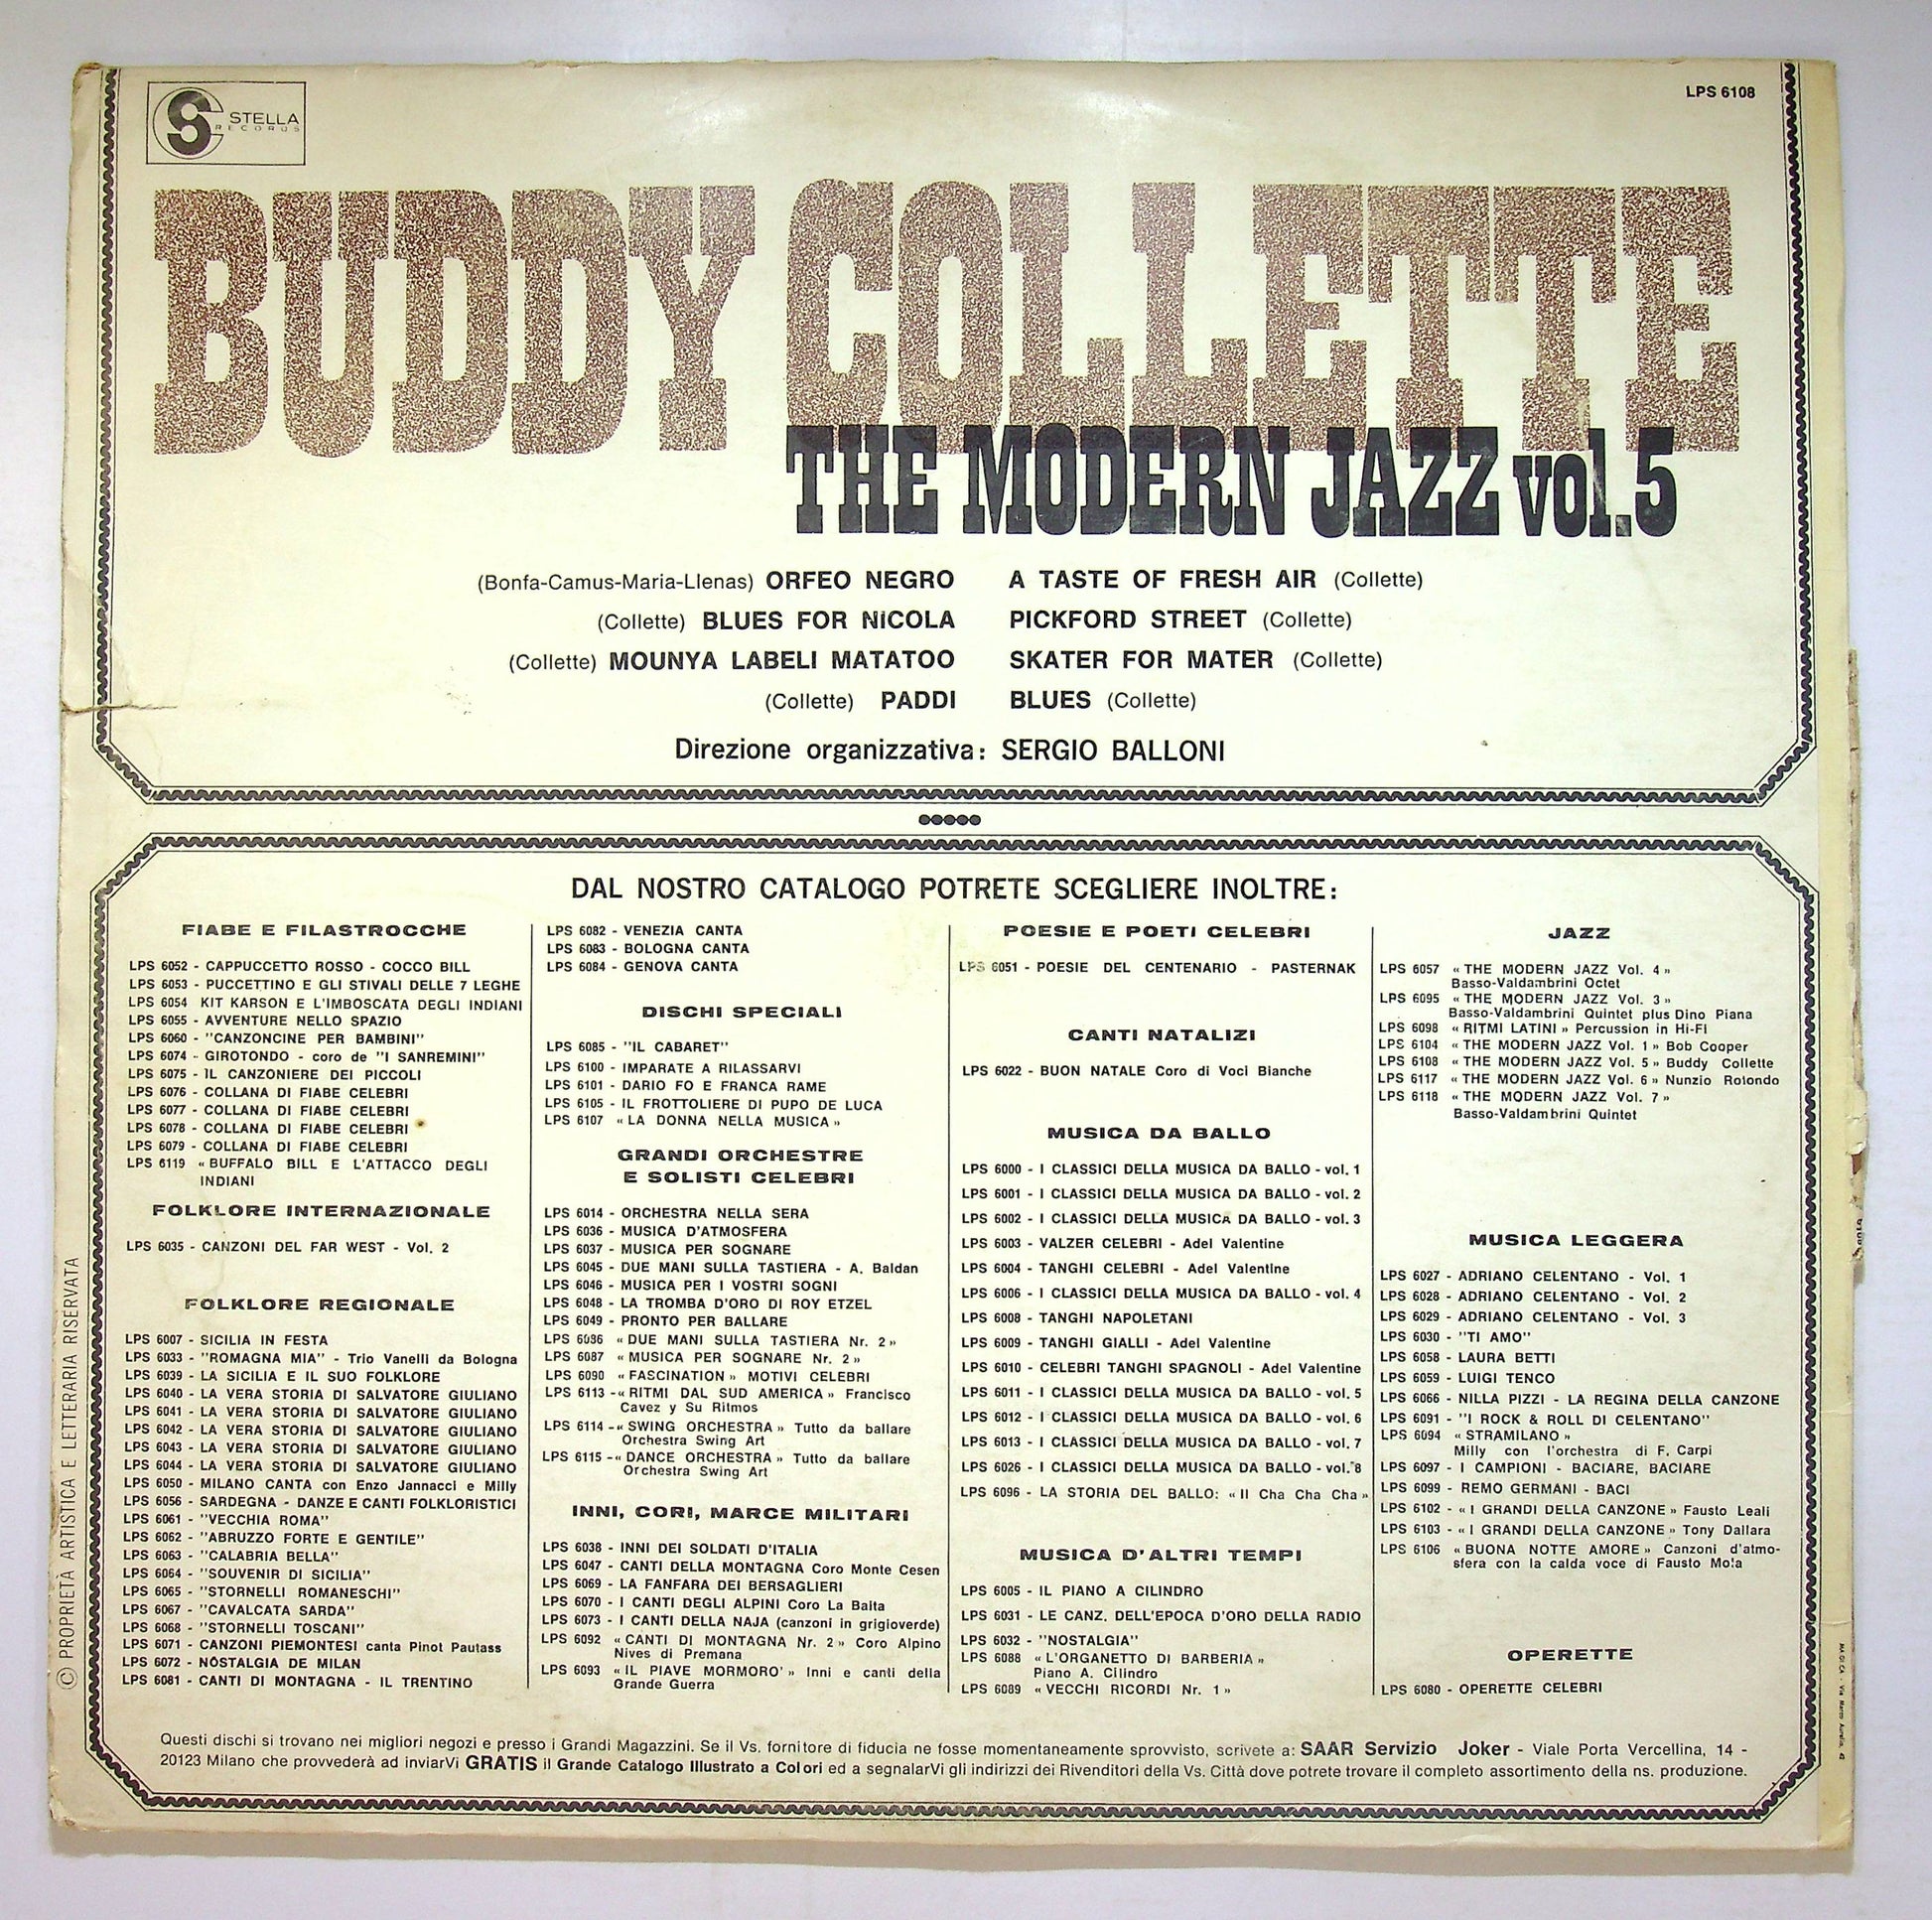 STELLA
RECORDS
LPS 6108
BUDDY COLLETTE
THE MODERN JAZZ vol.5
(Bonfa-Camus-Maria-Llenas) ORFEO NEGRO
(Collette) BLUES FOR NICOLA
(Collette) MOUNYA LABELI MATATOO
(Collette) PADDI
A TASTE OF FRESH AIR (Collette)
PICKFORD STREET (Collette)
SKATER FOR MATER (Collette)
BLUES (Collette)
Direzione organizzativa: SERGIO BALLONI
DAL NOSTRO CATALOGO POTRETE SCEGLIERE INOLTRE:
FIABE E FILASTROCCHE
LPS 6052 - CAPPUCCETTO ROSSO - COCCO BILL
LPS 6053 - PUCCETTINO E GLI STIVALI DELLE 7 LEGHE
LPS 6054 KIT KARSON E L'IMBOSCATA DEGLI INDIANI
LPS 6055 - AVVENTURE NELLO SPAZIO
LPS 6060 - "CANZONCINE PER BAMBINI"
LPS 6074 - GIROTONDO - coro de "I SANREMINI"
LPS 6075 - IL CANZONIERE DEI PICCOLI
LPS 6076 - COLLANA DI FIABE CELEBRI
LPS 6077 - COLLANA DI FIABE CELEBRI
LPS 6078 - COLLANA DI FIABE CELEBRI
LPS 6079 - COLLANA DI FIABE CELEBRI
LPS 6119 « BUFFALO BILL E L'ATTACCO DEGLI
INDIANI
FOLKLORE INTERNAZIONALE
LPS 6035 - CANZONI DEL FAR WEST - Vol. 2
FOLKLORE REGIONALE
LPS 6007 - SICILIA IN FESTA
LPS 6033 - "ROMAGNA MIA" - Trio Vanelli da Bologna
LPS 6039 - LA SICILIA E IL SUO FOLKLORE
LPS 6040 - LA VERA STORIA DI SALVATORE GIULIANO
LPS 6041 - LA VERA STORIA DI SALVATORE GIULIANO
LPS 6042 - LA VERA STORIA DI SALVATORE GIULIANO
LPS 6043 - LA VERA STORIA DI SALVATORE GIULIANO
LPS 6044 - LA VERA STORIA DI SALVATORE GIULIANO
LPS 6050 - MILANO CANTA con Enzo Jannacci e Milly
LPS 6056 - SARDEGNA - DANZE E CANTI FOLKLORISTICI
LPS 6061 - "VECCHIA ROMA"
LPS 6062 - "ABRUZZO FORTE E GENTILE"
LPS 6063 - "CALABRIA BELLA"
LPS 6064 - "SOUVENIR DI SICILIA"
LPS 6065 - "STORNELLI ROMANESCHI"
LPS 6067 - "CAVALCATA SARDA"
LPS 6068 - "STORNELLI TOSCANI"
LPS 6071 - CANZONI PIEMONTESI canta Pinot Pautass
LPS 6072 - NOSTALGIA DE MILAN
LPS 6081 - CANTI DI MONTAGNA - IL TRENTINO
LPS 6082 - VENEZIA CANTA
LPS 6083 - BOLOGNA CANTA
LPS 6084 - GENOVA CANTA
DISCHI SPECIALI
LPS 6085 - "IL CABARET"
LPS 6100 - IMPARATE A RILASSARVI
LPS 6101 - DARIO FO E FRANCA RAME
LPS 6105 - IL FROTTOLIERE DI PUPO DE LUCA
LPS 6107 « LA DONNA NELLA MUSICA »
GRANDI ORCHESTRE
E SOLISTI CELEBRI
LPS 6014 - ORCHESTRA NELLA SERA
LPS 6036 - MUSICA D'ATMOSFERA
LPS 6037 - MUSICA PER SOGNARE
LPS 6045 - DUE MANI SULLA TASTIERA - A. Baldan
LPS 6046 - MUSICA PER I VOSTRI SOGNI
LPS 6048 - LA TROMBA D'ORO DI ROY ETZEL
LPS 6049 - PRONTO PER BALLARE
LPS 6086 « DUE MANI SULLA TASTIERA Nr. 2 »
LPS 6087 « MUSICA PER SOGNARE Nr. 2 »
LPS 6090 « FASCINATION » MOTIVI CELEBRI
LPS 6113 -« RITMI DAL SUD AMERICA » Francisco
Cavez y Su Ritmos
LPS 6114 -« SWING ORCHESTRA » Tutto da ballare
Orchestra Swing Art
LPS 6115 -« DANCE ORCHESTRA » Tutto da ballare
Orchestra Swing Art
INNI, CORI, MARCE MILITARI
LPS 6038 - INNI DEI SOLDATI D'ITALIA
LPS 6047 - CANTI DELLA MONTAGNA Coro Monte Cesen
LPS 6069 - LA FANFARA DEI BERSAGLIERI
LPS 6070 - I CANTI DEGLI ALPINI Coro La Baita
LPS 6073 - I CANTI DELLA NAJA (canzoni in grigioverde)
LPS 6092 « CANTI DI MONTAGNA Nr. 2 » Coro Alpino
Nives di Premana
LPS 6093 « IL PIAVE MORMORO' » Inni e canti della
Grande Guerra
POESIE E POETI CELEBRI
LPS 6051 - POESIE DEL CENTENARIO - PASTERNAK
CANTI NATALIZI
LPS 6022 - BUON NATALE Coro di Voci Bianche
MUSICA DA BALLO
LPS 6000 - I CLASSICI DELLA MUSICA DA BALLO - vol. 1
LPS 6001 - I CLASSICI DELLA MUSICA DA BALLO - vol. 2
LPS 6002 - I CLASSICI DELLA MUSICA DA BALLO - vol. 3
LPS 6003 - VALZER CELEBRI - Adel Valentine
LPS 6004 - TANGHI CELEBRI - Adel Valentine
LPS 6006 - I CLASSICI DELLA MUSICA DA BALLO - vol. 4
LPS 6008 - TANGHI NAPOLETANI
LPS 6009 - TANGHI GIALLI - Adel Valentine
LPS 6010 - CELEBRI TANGHI SPAGNOLI - Adel Valentine
LPS 6011 - I CLASSICI DELLA MUSICA DA BALLO - vol. 5
LPS 6012 - I CLASSICI DELLA MUSICA DA BALLO - vol. 6
LPS 6013 - I CLASSICI DELLA MUSICA DA BALLO - vol. 7
LPS 6026 - I CLASSICI DELLA MUSICA DA BALLO - vol. 8
LPS 6096 - LA STORIA DEL BALLO: « Il Cha Cha Cha »
MUSICA D'ALTRI TEMPI
LPS 6005 - IL PIANO A CILINDRO
LPS 6031 - LE CANZ. DELL'EPOCA D'ORO DELLA RADIO
LPS 6032 - "NOSTALGIA"
LPS 6088 « L'ORGANETTO DI BARBERIA »
Piano A. Cilindro
LPS 6089 « VECCHI RICORDI Nr. 1 »
JAZZ
LPS 6057 « THE MODERN JAZZ Vol. 4 »
Basso-Valdambrini Octet
LPS 6095 « THE MODERN JAZZ Vol. 3 »
Basso-Valdambrini Quintet plus Dino Piana
LPS 6098 « RITMI LATINI » Percussion in Hi-Fi
LPS 6104 « THE MODERN JAZZ Vol. 1 » Bob Cooper
LPS 6108 « THE MODERN JAZZ Vol. 5 » Buddy Collette
LPS 6117 « THE MODERN JAZZ Vol. 6 » Nunzio Rotondo
LPS 6118 « THE MODERN JAZZ Vol. 7 »
Basso-Valdambrini Quintet
MUSICA LEGGERA
LPS 6027 - ADRIANO CELENTANO - Vol. 1
LPS 6028 - ADRIANO CELENTANO - Vol. 2
LPS 6029 - ADRIANO CELENTANO - Vol. 3
LPS 6030 - "TI AMO"
LPS 6058 - LAURA BETTI
LPS 6059 - LUIGI TENCO
LPS 6066 - NILLA PIZZI - LA REGINA DELLA CANZONE
LPS 6091 - "I ROCK & ROLL DI CELENTANO"
LPS 6094 « STRAMILANO »
Milly con l'orchestra di F. Carpi
LPS 6097 - I CAMPIONI - BACIARE, BACIARE
LPS 6099 - REMO GERMANI - BACI
LPS 6102 - « I GRANDI DELLA CANZONE » Fausto Leali
LPS 6103 - « I GRANDI DELLA CANZONE » Tony Dallara
LPS 6106 « BUONA NOTTE AMORE » Canzoni d'atmo-
sfera con la calda voce di Fausto Mola
OPERETTE
LPS 6080 - OPERETTE CELEBRI
Questi dischi si trovano nei migliori negozi e presso i Grandi Magazzini. Se il Vs. fornitore di fiducia ne fosse momentaneamente sprovvisto, scrivete a: SAAR Servizio Joker - Viale Porta Vercellina, 14 -
20123 Milano che provvederà ad inviarVi GRATIS il Grande Catalogo Illustrato a Colori ed a segnalarVi gli indirizzi dei Rivenditori della Vs. Città dove potrete trovare il completo assortimento della ns. produzione.
© PROPRIETÀ ARTISTICA E LETTERARIA RISERVATA